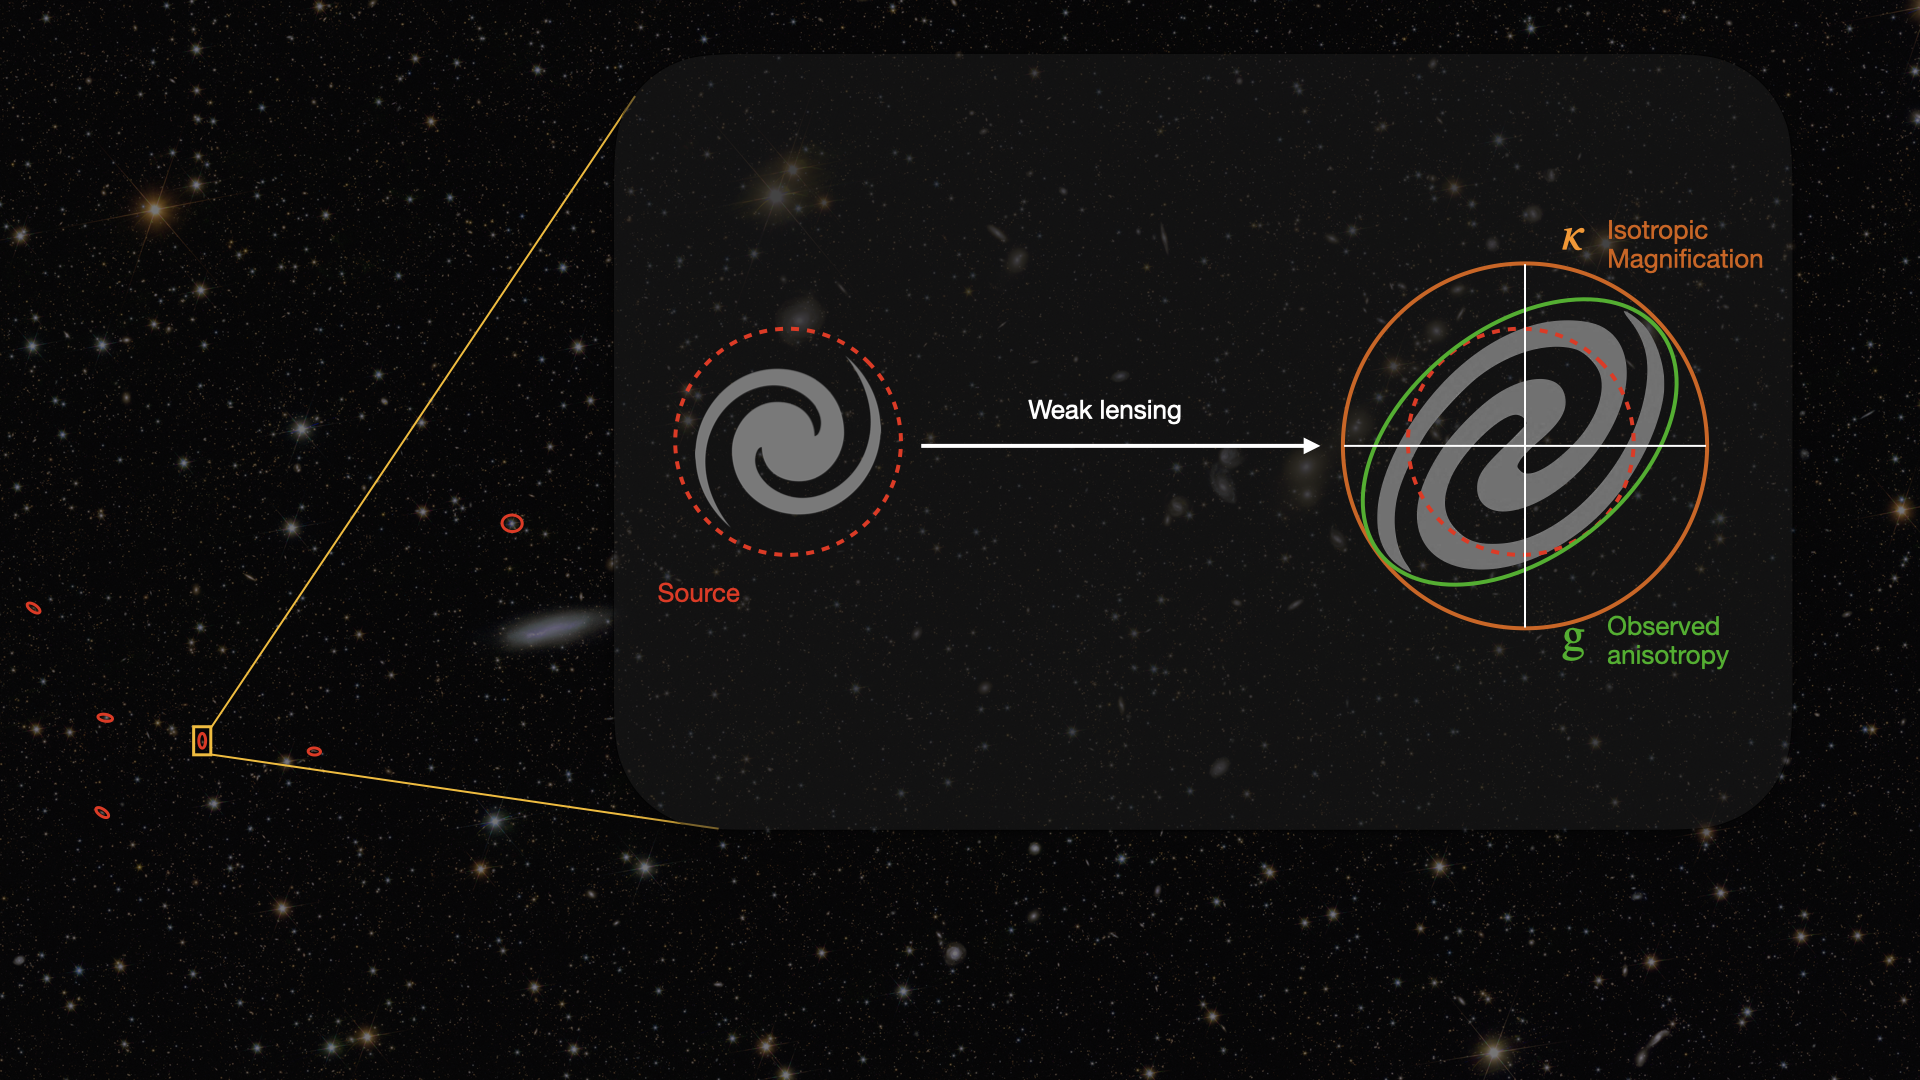 κ Isotropic
Magnification
Weak lensing
Source
g Observed
anisotropy